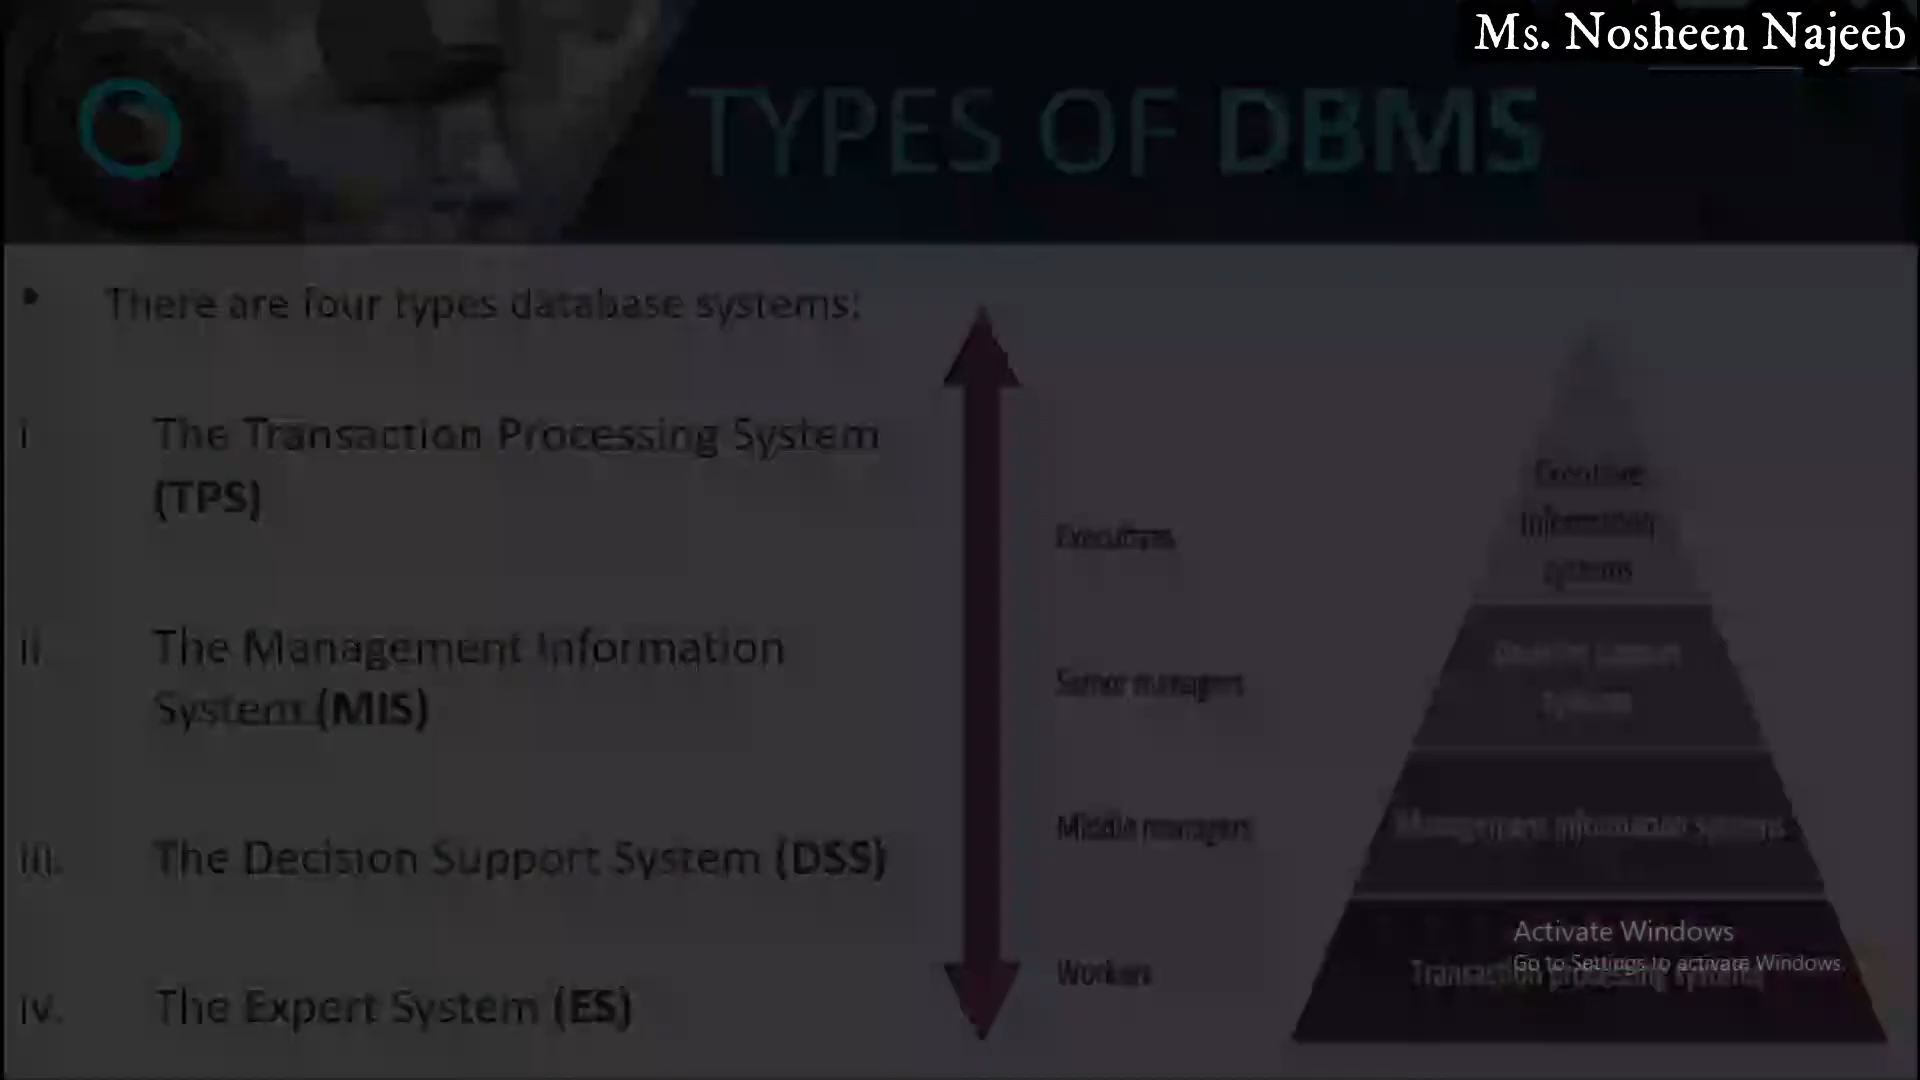 Ms. Nosheen Najeeb
TYPES OF DBMS
• There are four types database systems:
i. The Transaction Processing System
(TPS)
ii. The Management Information
System (MIS)
iii. The Decision Support System (DSS)
iv. The Expert System (ES)
Executives
Senior managers
Middle managers
Workers
Executive
information
systems
Decision support
systems
Management information systems
Transaction processing systems
Activate Windows
Go to Settings to activate Windows.